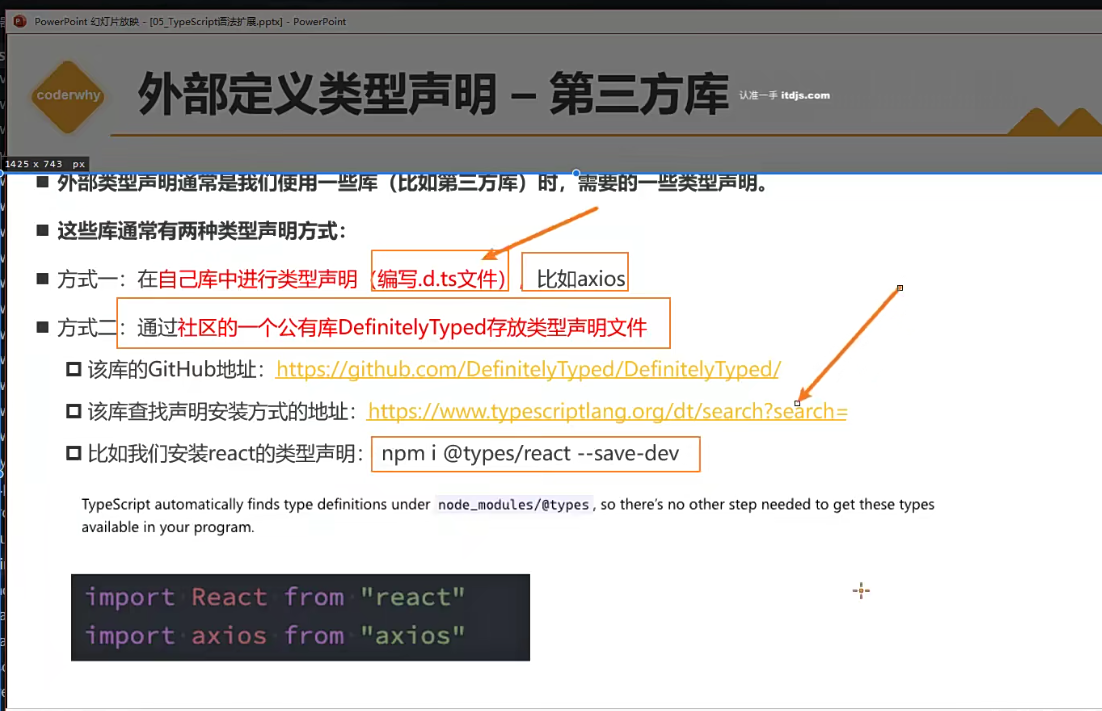 PowerPoint 幻灯片放映 - [05_TypeScript语法扩展.pptx] - PowerPoint
coderwhy
外部定义类型声明 – 第三方库
认准一手 itdjs.com
1425 x 743 px
外部类型声明通常是我们使用一些库（比如第三方库）时，需要的一些类型声明。
这些库通常有两种类型声明方式：
方式一：在自己库中进行类型声明（编写.d.ts文件），比如axios
方式二：通过社区的一个公有库DefinitelyTyped存放类型声明文件
该库的GitHub地址：https://github.com/DefinitelyTyped/DefinitelyTyped/
该库查找声明安装方式的地址：https://www.typescriptlang.org/dt/search?search=
比如我们安装react的类型声明：npm i @types/react --save-dev
TypeScript automatically finds type definitions under node_modules/@types, so there's no other step needed to get these types
available in your program.
import React from "react"
import axios from "axios"